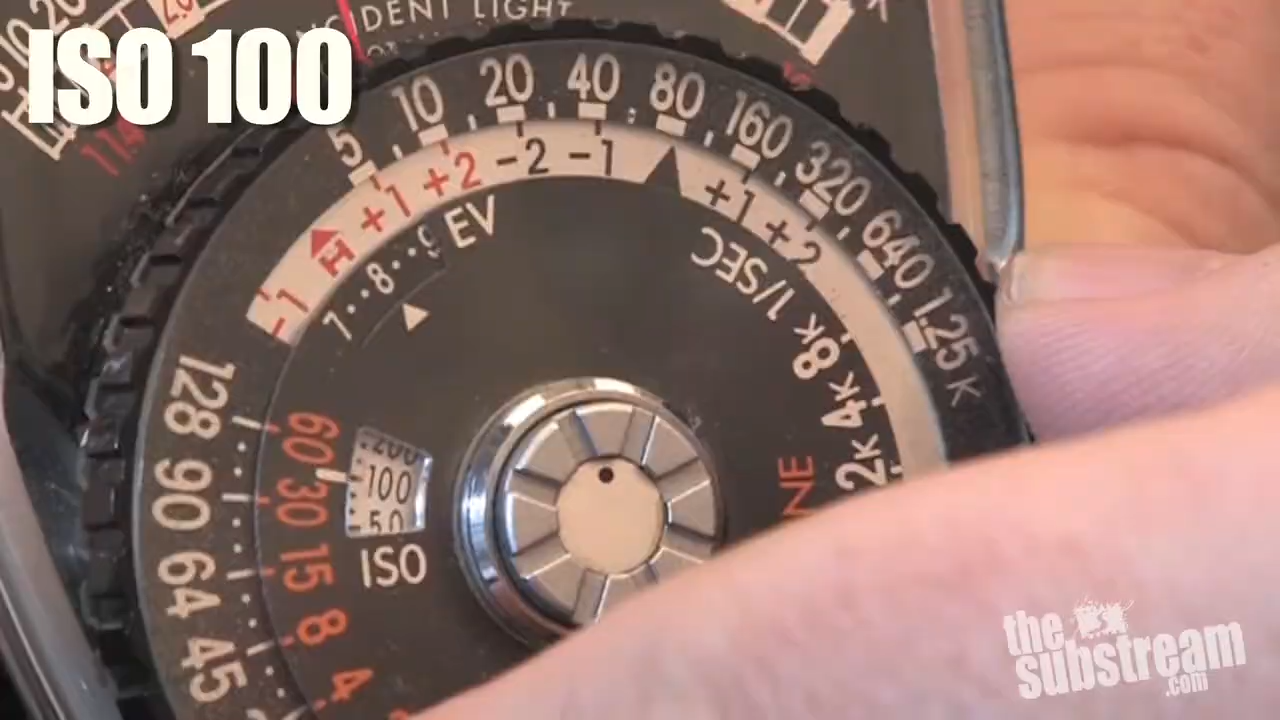 ISO 100
INCIDENT LIGHT
5 10 20 40 80 160 320 640 1.25K
-1 H +1 +2 -2 -1 +1 +2
7··8··9 EV
1/SEC
8K 4K 2K
128 90 64 45
60 30 15 8 4
200
100
50
ISO
the
substream
.com